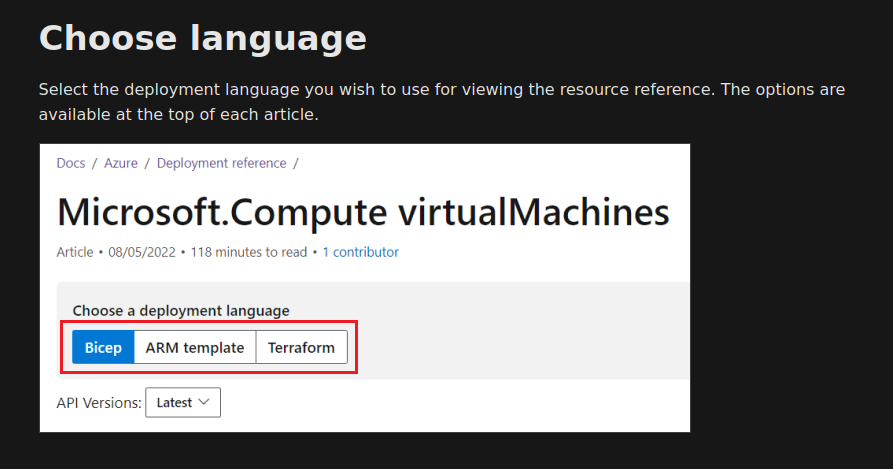 Choose language
Select the deployment language you wish to use for viewing the resource reference. The options are
available at the top of each article.
Docs / Azure / Deployment reference /
Microsoft.Compute virtualMachines
Article • 08/05/2022 • 118 minutes to read • 1 contributor
Choose a deployment language
Bicep ARM template Terraform
API Versions: Latest